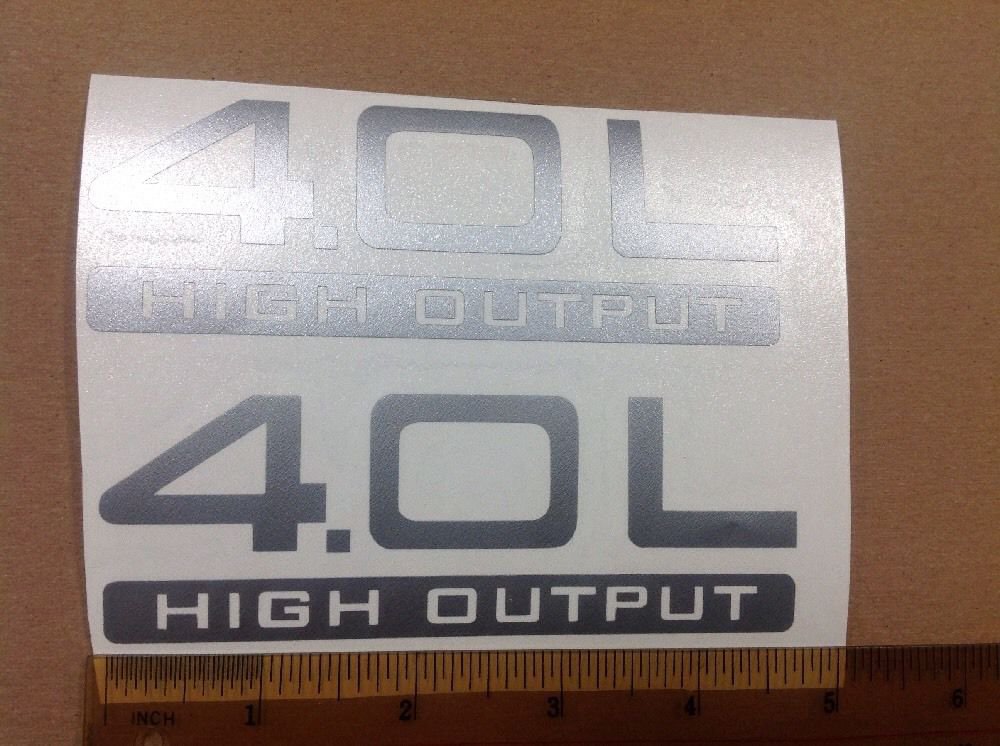 4.0L
HIGH OUTPUT
4.0L
HIGH OUTPUT
INCH 1 2 3 4 5 6